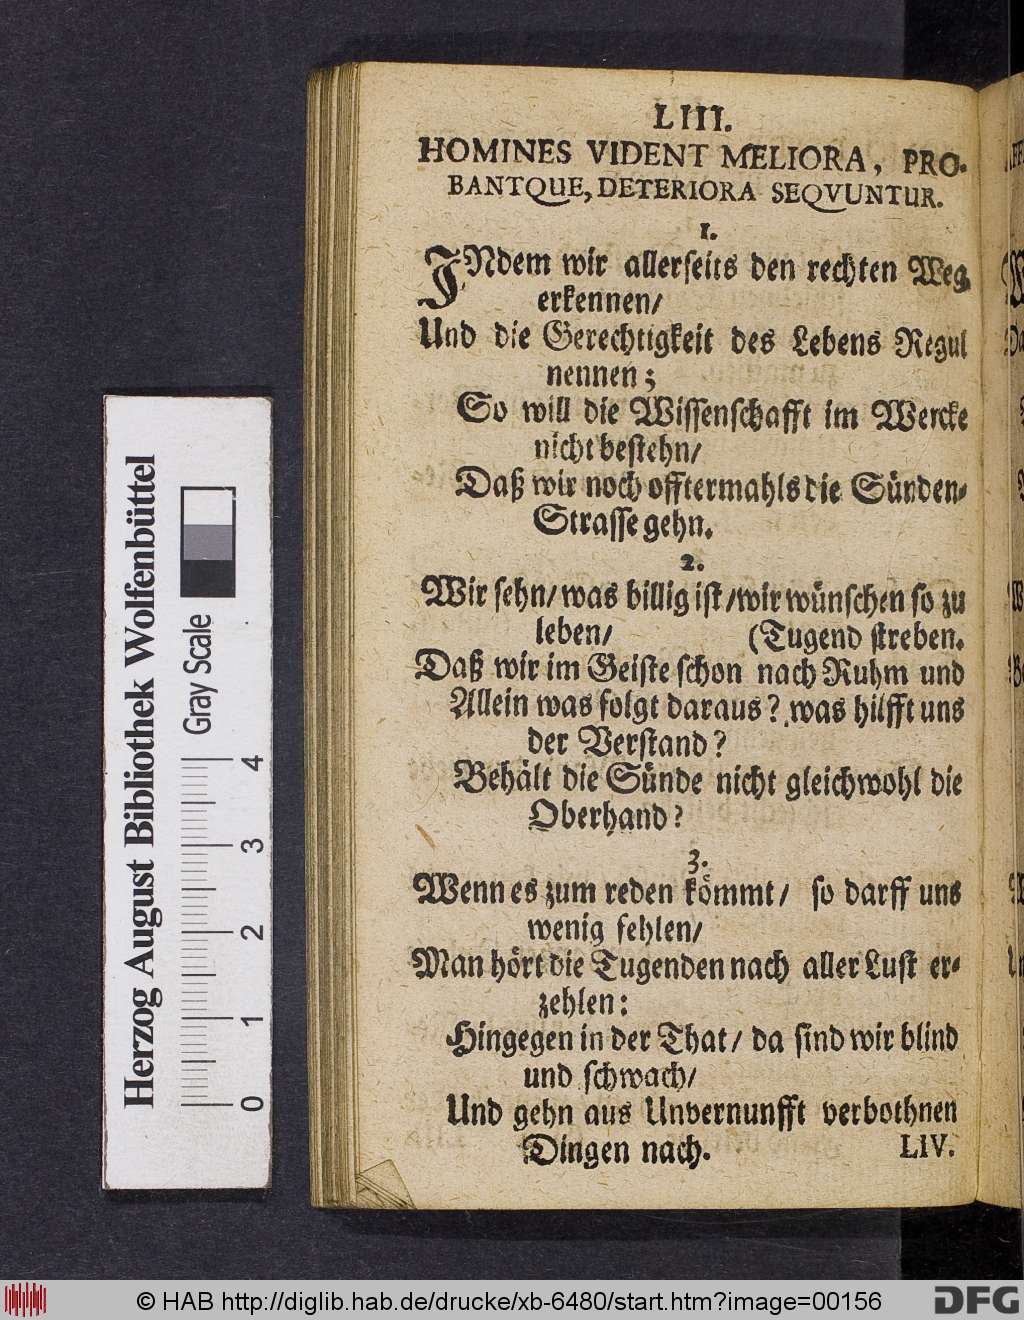 LIII.
HOMINES VIDENT MELIORA, PRO-
BANTQUE, DETERIORA SEQVUNTUR.
1.
INdem wir allerseits den rechten Weg
erkennen/
Und die Gerechtigkeit des Lebens Regul
nennen;
So will die Wissenschafft im Wercke
nicht bestehn/
Daß wir noch offtermahls die Sünden-
Strasse gehn.
2.
Wir sehn/ was billig ist/ wir wünschen so zu
leben/ (Tugend streben.
Daß wir im Geiste schon nach Ruhm und
Allein was folgt daraus? was hilfft uns
der Verstand?
Behält die Sünde nicht gleichwohl die
Oberhand?
3.
Wenn es zum reden kömmt/ so darff uns
wenig fehlen/
Man hört die Tugenden nach aller Lust er-
zehlen:
Hingegen in der That/ da sind wir blind
und schwach/
Und gehn aus Unvernunfft verbothnen
Dingen nach. LIV.
Herzog August Bibliothek Wolfenbüttel
Gray Scale
0 1 2 3 4
© HAB http://diglib.hab.de/drucke/xb-6480/start.htm?image=00156
DFG